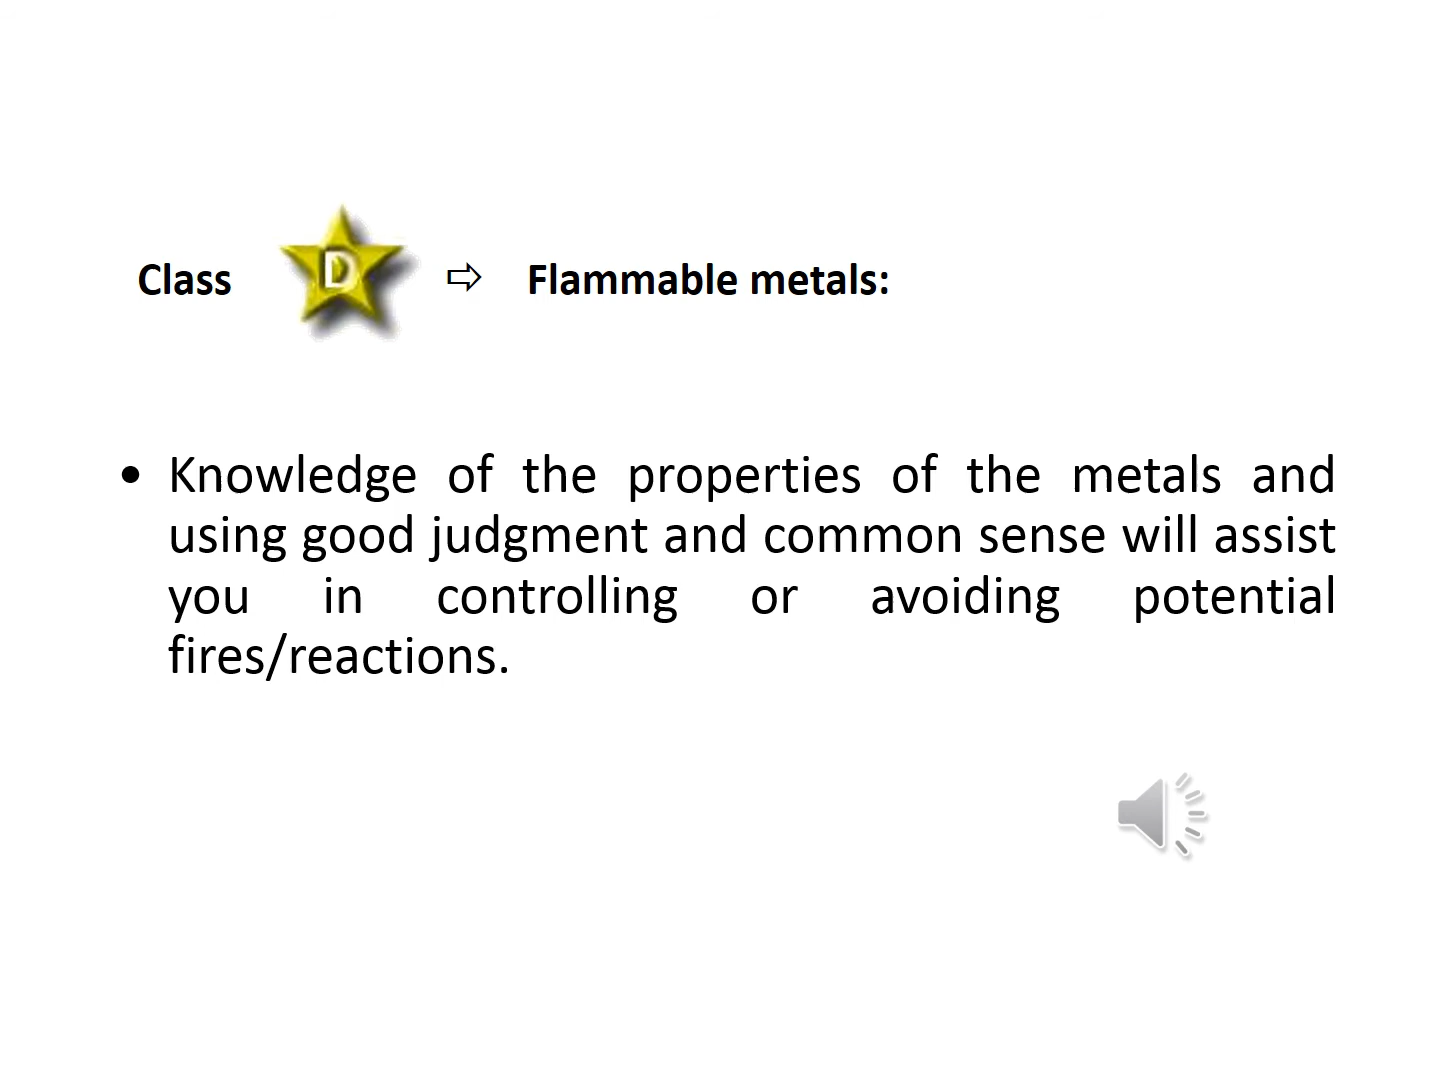 Class D ⇨ Flammable metals:
• Knowledge of the properties of the metals and
using good judgment and common sense will assist
you in controlling or avoiding potential
fires/reactions.